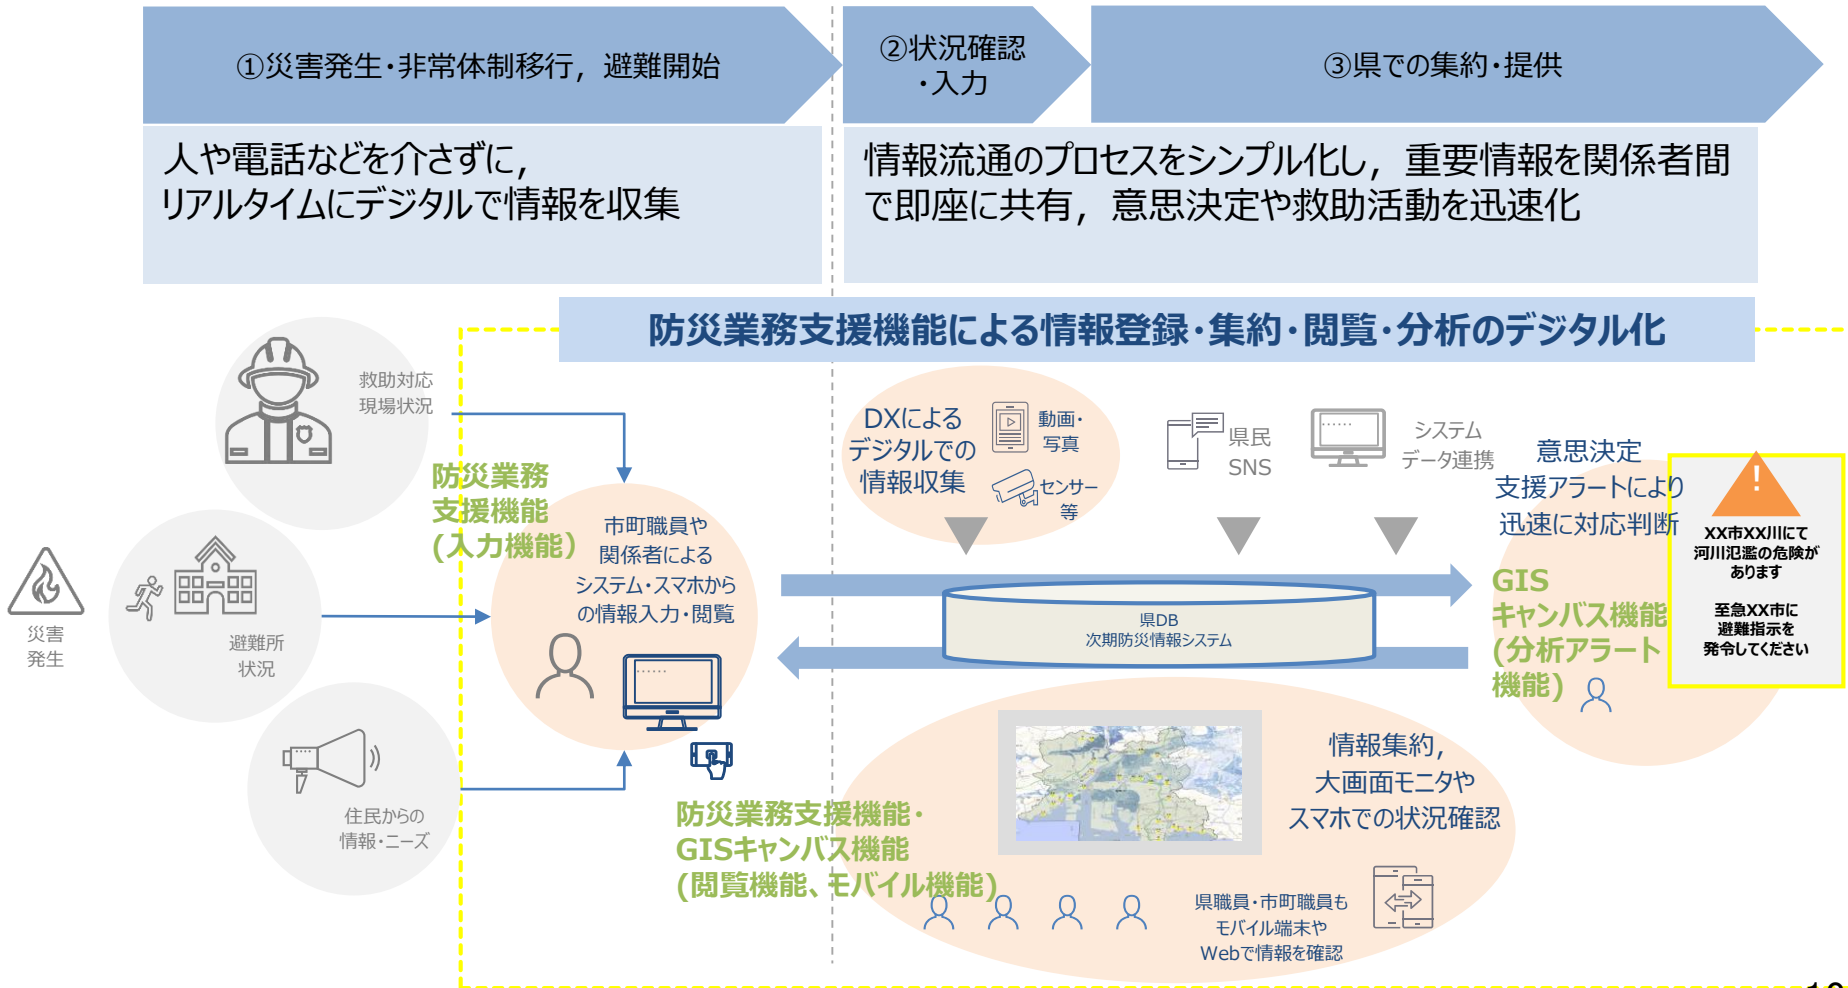 ①災害発生・非常体制移行，避難開始
②状況確認
・入力
③県での集約・提供
人や電話などを介さずに，
リアルタイムにデジタルで情報を収集
情報流通のプロセスをシンプル化し，重要情報を関係者間
で即座に共有，意思決定や救助活動を迅速化
防災業務支援機能による情報登録・集約・閲覧・分析のデジタル化
救助対応
現場状況
防災業務
支援機能
(入力機能）
市町職員や
関係者による
システム・スマホから
の情報入力・閲覧
災害
発生
避難所
状況
住民からの
情報・ニーズ
DXによる
デジタルでの
情報収集
動画・
写真
センサー
等
県民
SNS
システム
データ連携
意思決定
支援アラートにより
迅速に対応判断
!
XX市XX川にて
河川氾濫の危険が
あります
至急XX市に
避難指示を
発令してください
県DB
次期防災情報システム
GIS
キャンバス機能
(分析アラート
機能)
防災業務支援機能・
GISキャンバス機能
(閲覧機能、モバイル機能)
情報集約，
大画面モニタや
スマホでの状況確認
県職員・市町職員も
モバイル端末や
Webで情報を確認